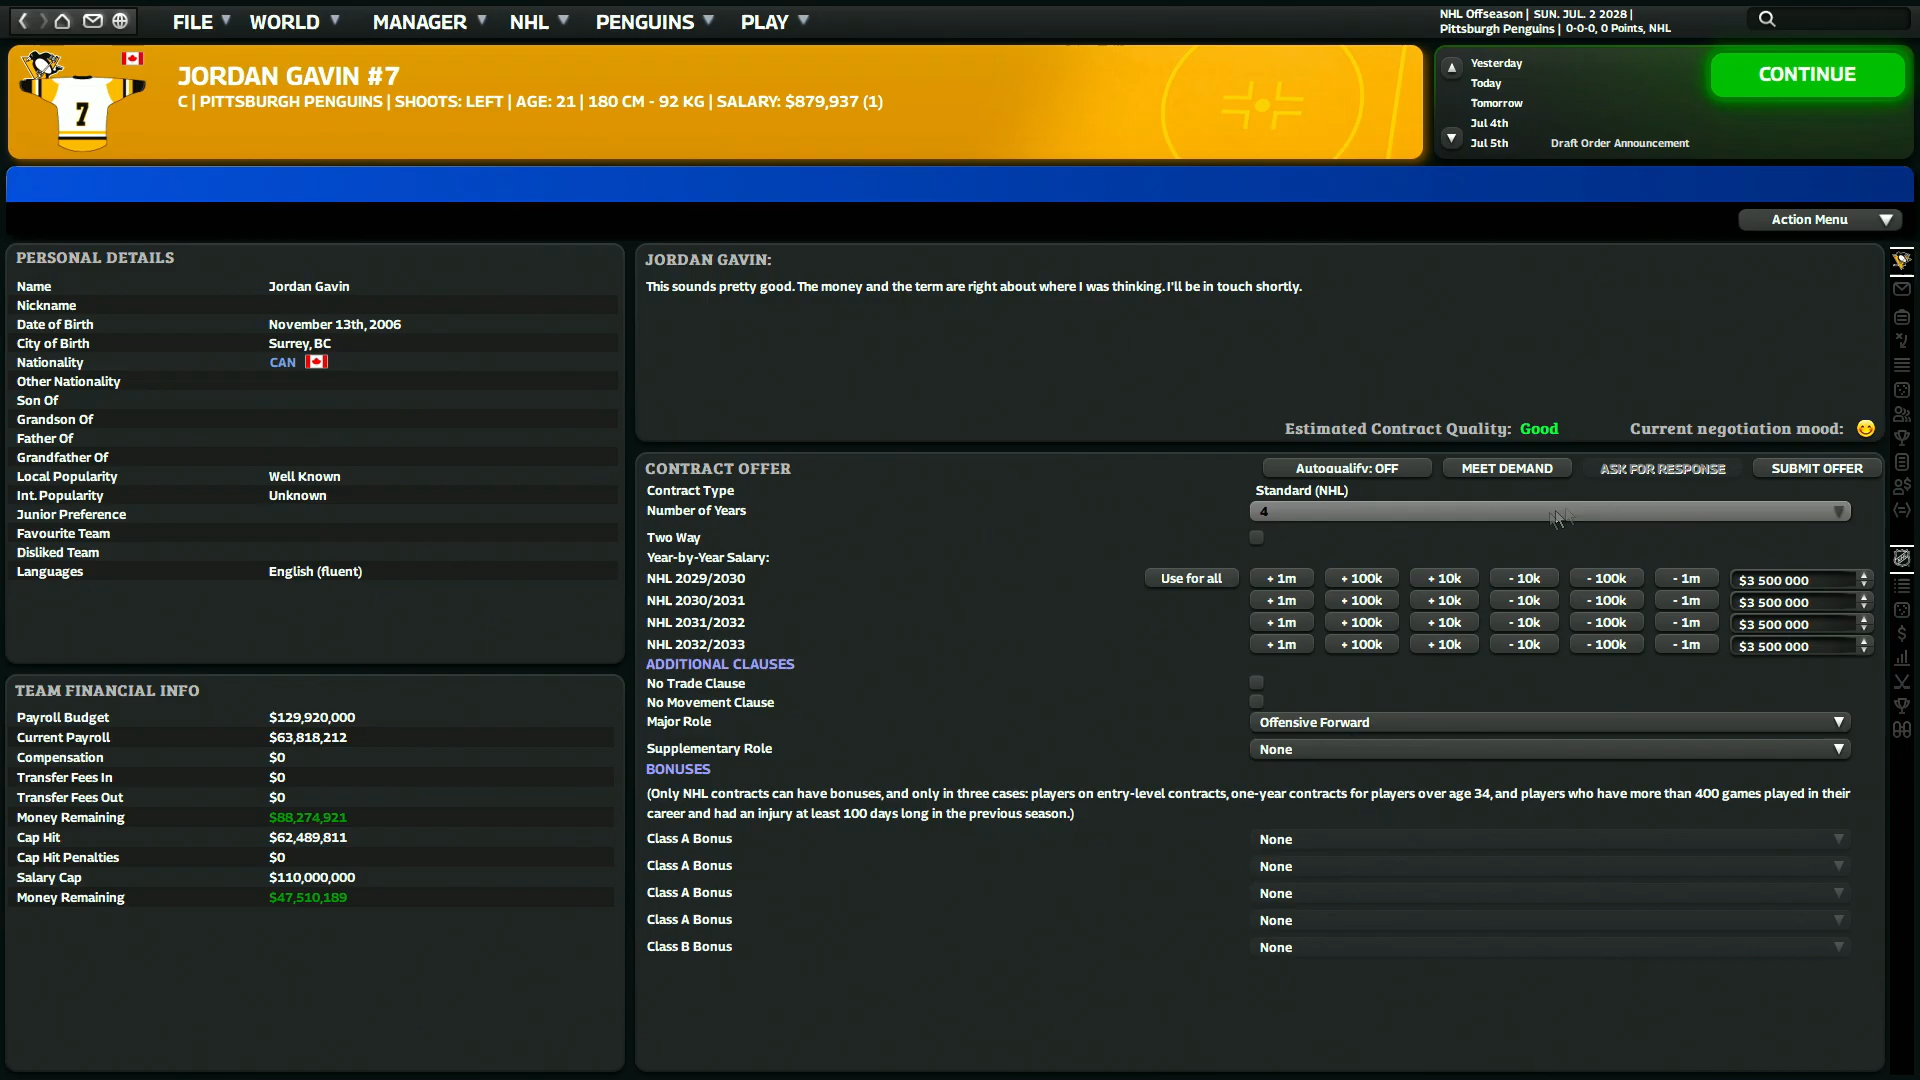 FILE WORLD MANAGER NHL PENGUINS PLAY
NHL Offseason | SUN. JUL. 2 2028 |
Pittsburgh Penguins | 0-0-0, 0 Points, NHL
7
JORDAN GAVIN #7
C | PITTSBURGH PENGUINS | SHOOTS: LEFT | AGE: 21 | 180 CM - 92 KG | SALARY: $879,937 (1)
Yesterday
Today
Tomorrow
Jul 4th
Jul 5th Draft Order Announcement
CONTINUE
Action Menu
PERSONAL DETAILS
Name Jordan Gavin
Nickname
Date of Birth November 13th, 2006
City of Birth Surrey, BC
Nationality CAN
Other Nationality
Son Of
Grandson Of
Father Of
Grandfather Of
Local Popularity Well Known
Int. Popularity Unknown
Junior Preference
Favourite Team
Disliked Team
Languages English (fluent)
TEAM FINANCIAL INFO
Payroll Budget $129,920,000
Current Payroll $63,818,212
Compensation $0
Transfer Fees In $0
Transfer Fees Out $0
Money Remaining $88,274,921
Cap Hit $62,489,811
Cap Hit Penalties $0
Salary Cap $110,000,000
Money Remaining $47,510,189
JORDAN GAVIN:
This sounds pretty good. The money and the term are right about where I was thinking. I'll be in touch shortly.
Estimated Contract Quality: Good Current negotiation mood:
CONTRACT OFFER Autoqualify: OFF MEET DEMAND ASK FOR RESPONSE SUBMIT OFFER
Contract Type Standard (NHL)
Number of Years 4
Two Way
Year-by-Year Salary:
NHL 2029/2030 Use for all + 1m + 100k + 10k - 10k - 100k - 1m $3 500 000
NHL 2030/2031 + 1m + 100k + 10k - 10k - 100k - 1m $3 500 000
NHL 2031/2032 + 1m + 100k + 10k - 10k - 100k - 1m $3 500 000
NHL 2032/2033 + 1m + 100k + 10k - 10k - 100k - 1m $3 500 000
ADDITIONAL CLAUSES
No Trade Clause
No Movement Clause
Major Role Offensive Forward
Supplementary Role None
BONUSES
(Only NHL contracts can have bonuses, and only in three cases: players on entry-level contracts, one-year contracts for players over age 34, and players who have more than 400 games played in their
career and had an injury at least 100 days long in the previous season.)
Class A Bonus None
Class A Bonus None
Class A Bonus None
Class A Bonus None
Class B Bonus None